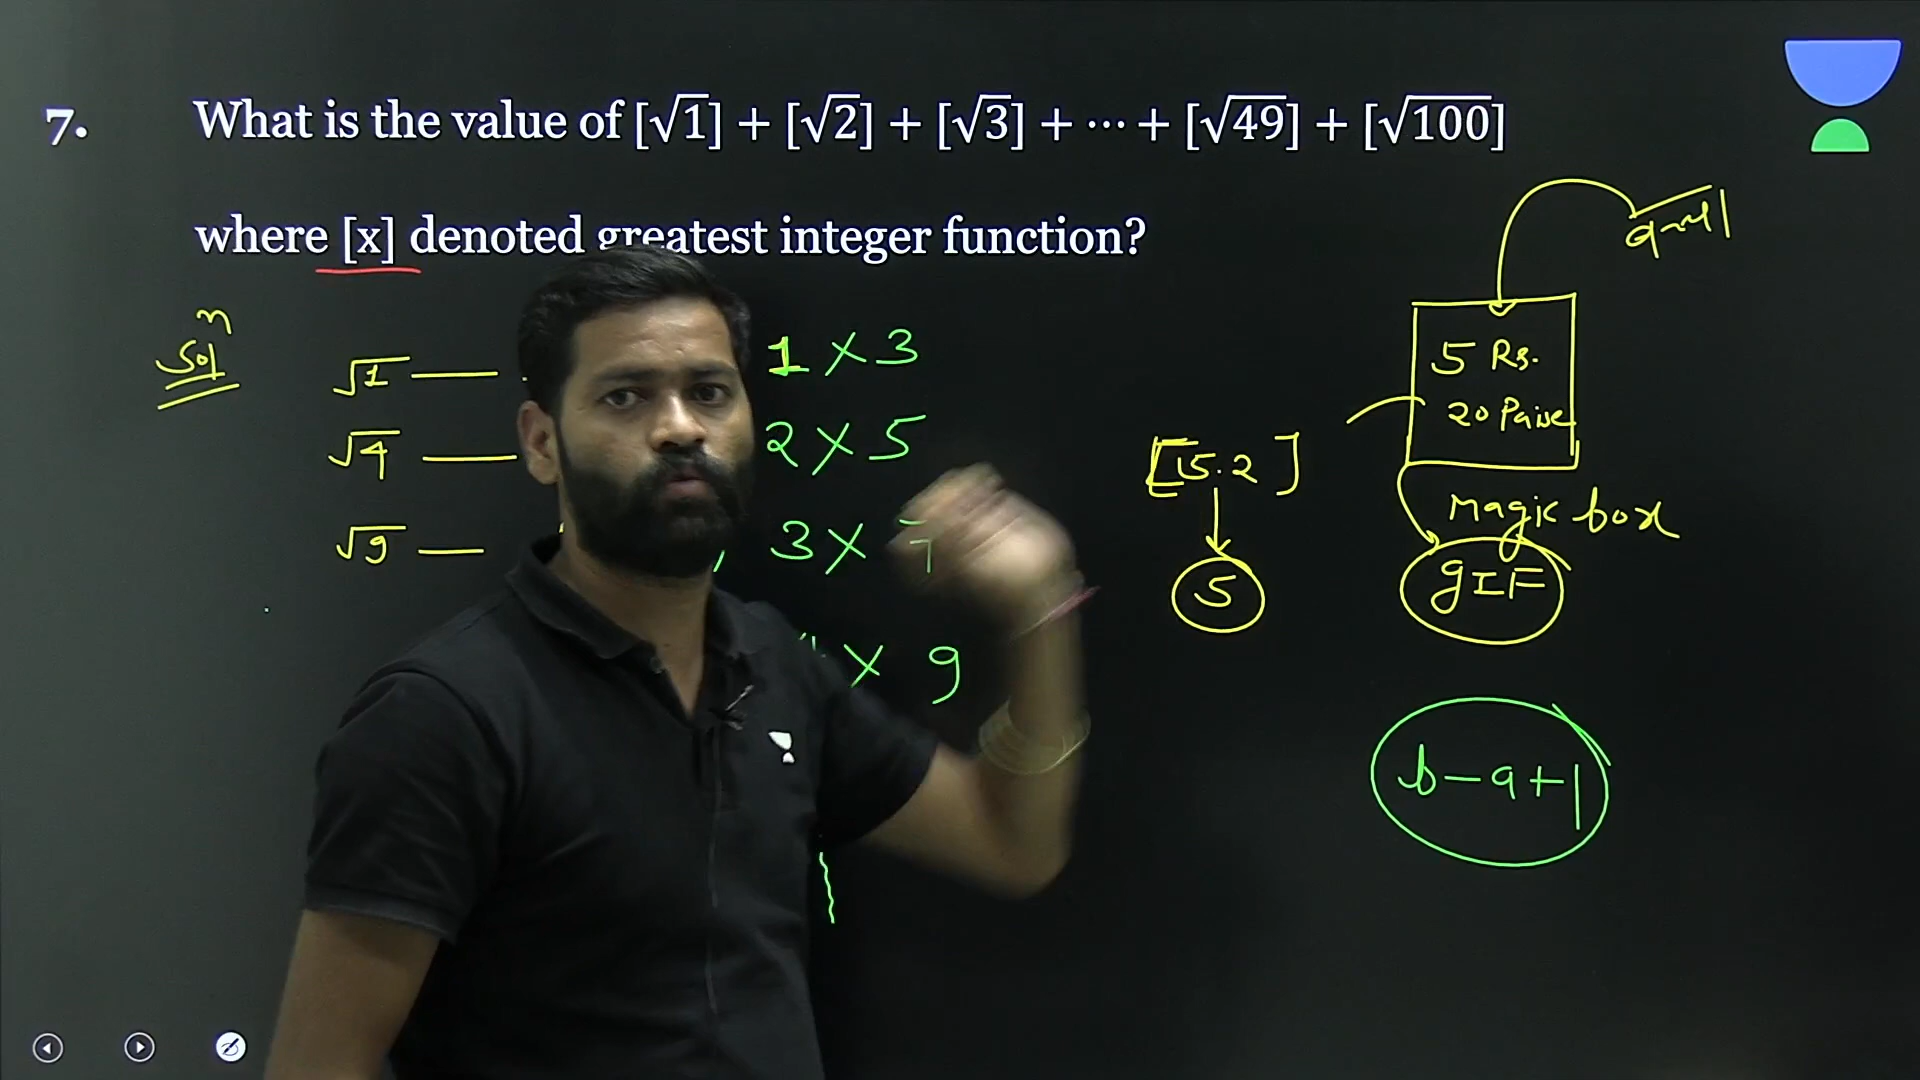 7. What is the value of [√1] + [√2] + [√3] + ··· + [√49] + [√100]
where [x] denoted greatest integer function?
Solⁿ
√1 —
√4 —
√9 —
1 × 3
2 × 5
3 × 7
× 9
[5.2]
5
5 Rs.
20 Paise
Magic box
GIF
b - a + 1